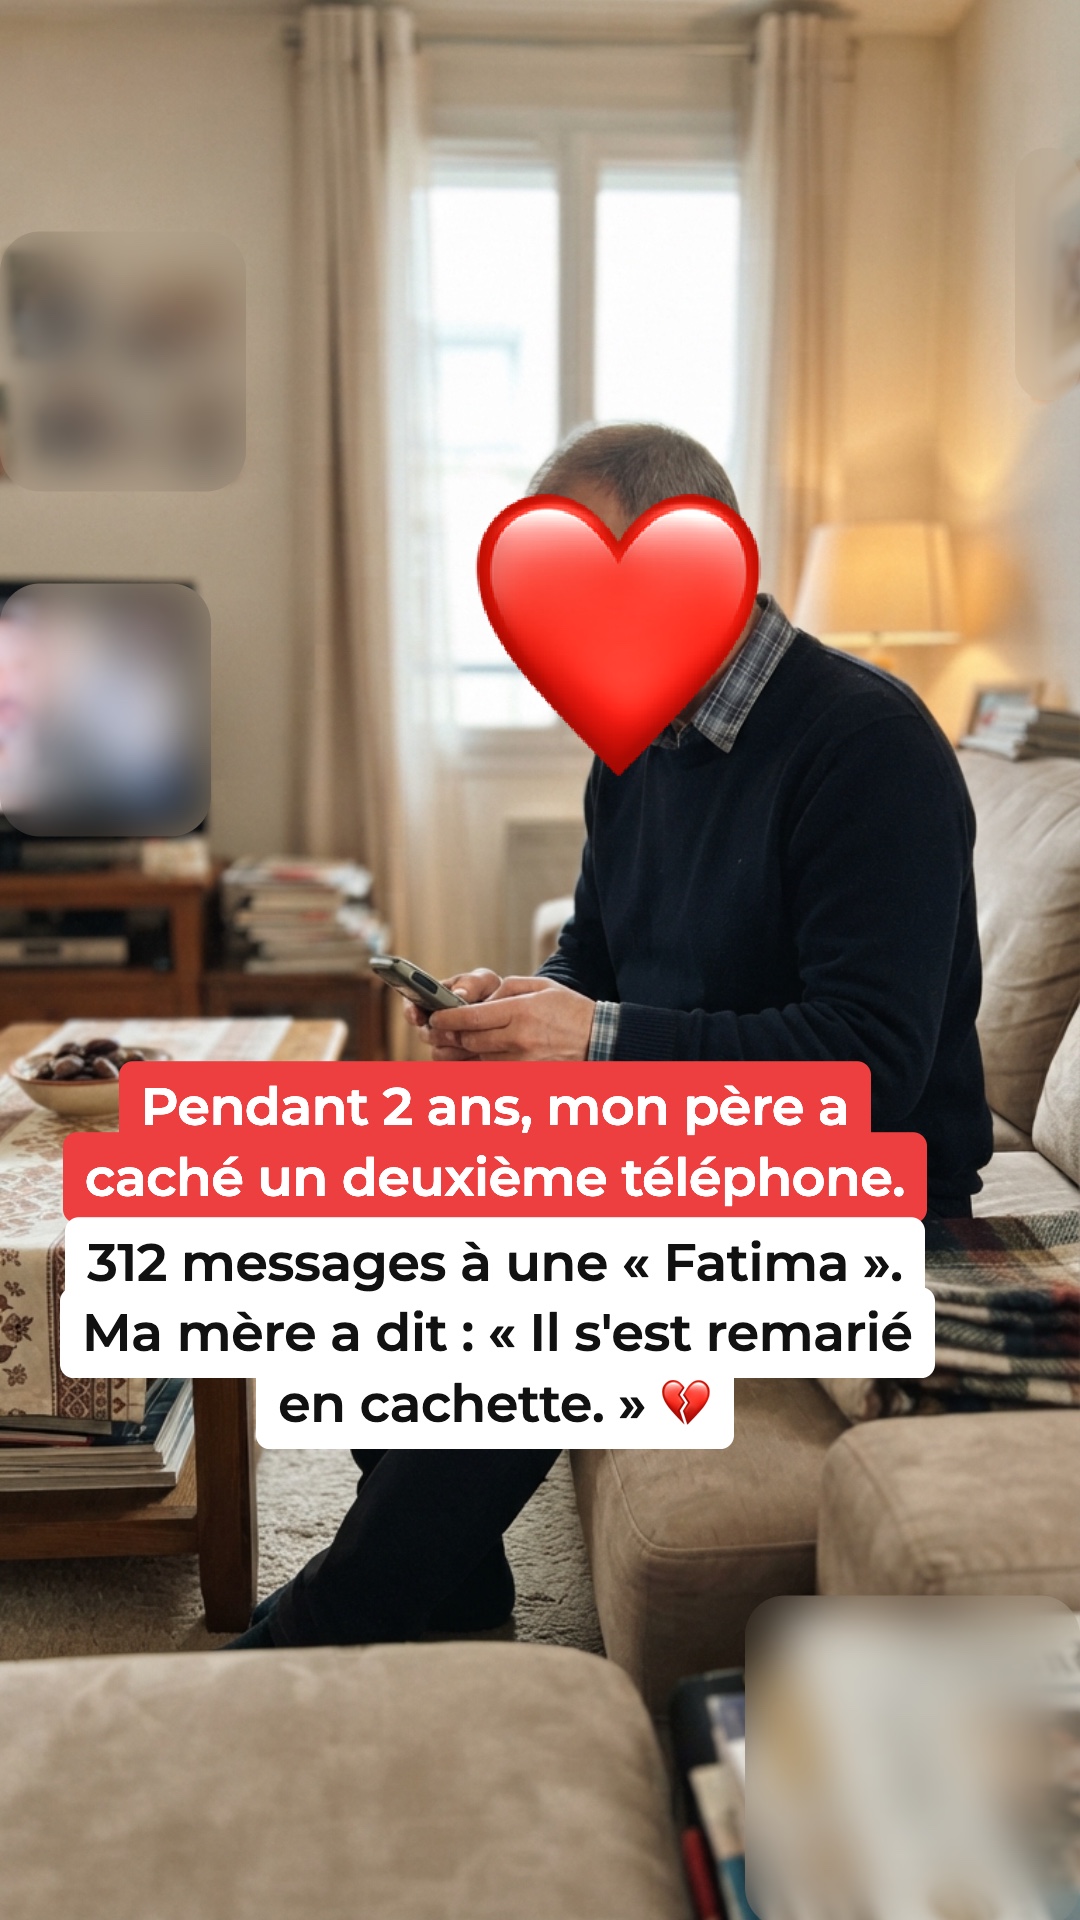 Pendant 2 ans, mon père a
caché un deuxième téléphone.
312 messages à une « Fatima ».
Ma mère a dit : « Il s'est remarié
en cachette. » 💔